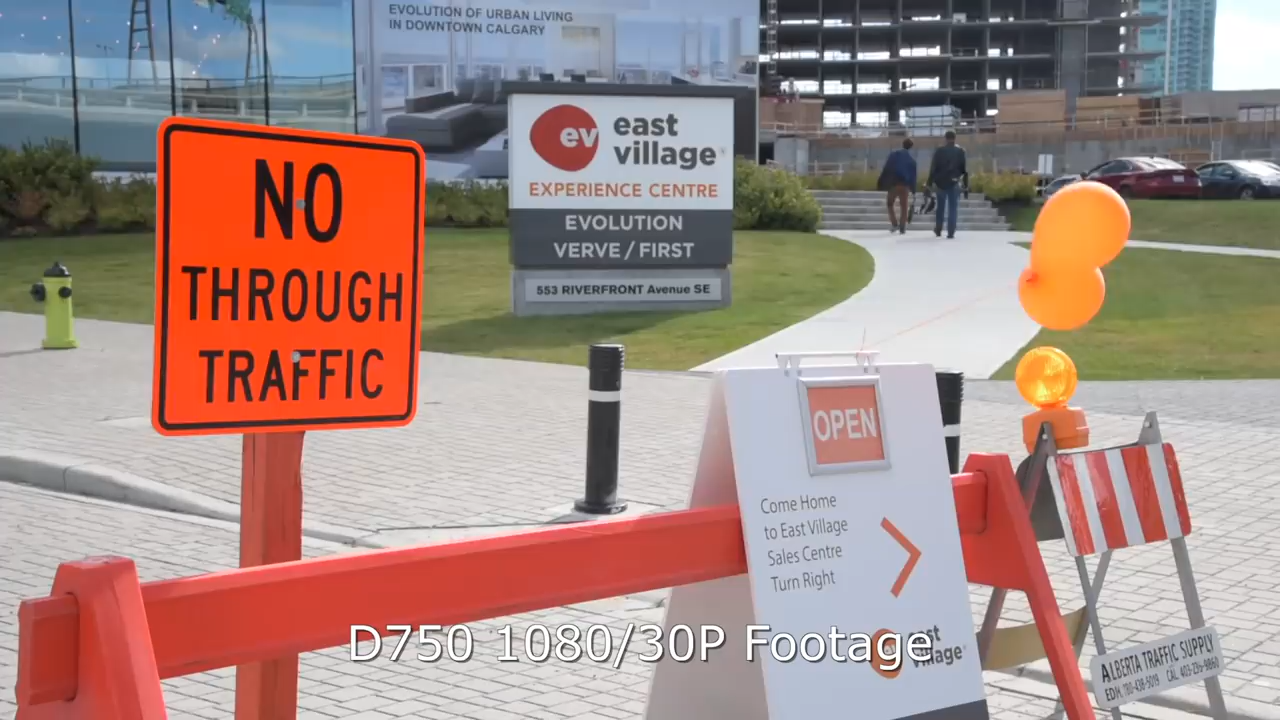 EVOLUTION OF URBAN LIVING
IN DOWNTOWN CALGARY
ev east
village
EXPERIENCE CENTRE
EVOLUTION
VERVE / FIRST
553 RIVERFRONT Avenue SE
NO
THROUGH
TRAFFIC
OPEN
Come Home
to East Village
Sales Centre
Turn Right
east
village
ALBERTA TRAFFIC SUPPLY
D750 1080/30P Footage